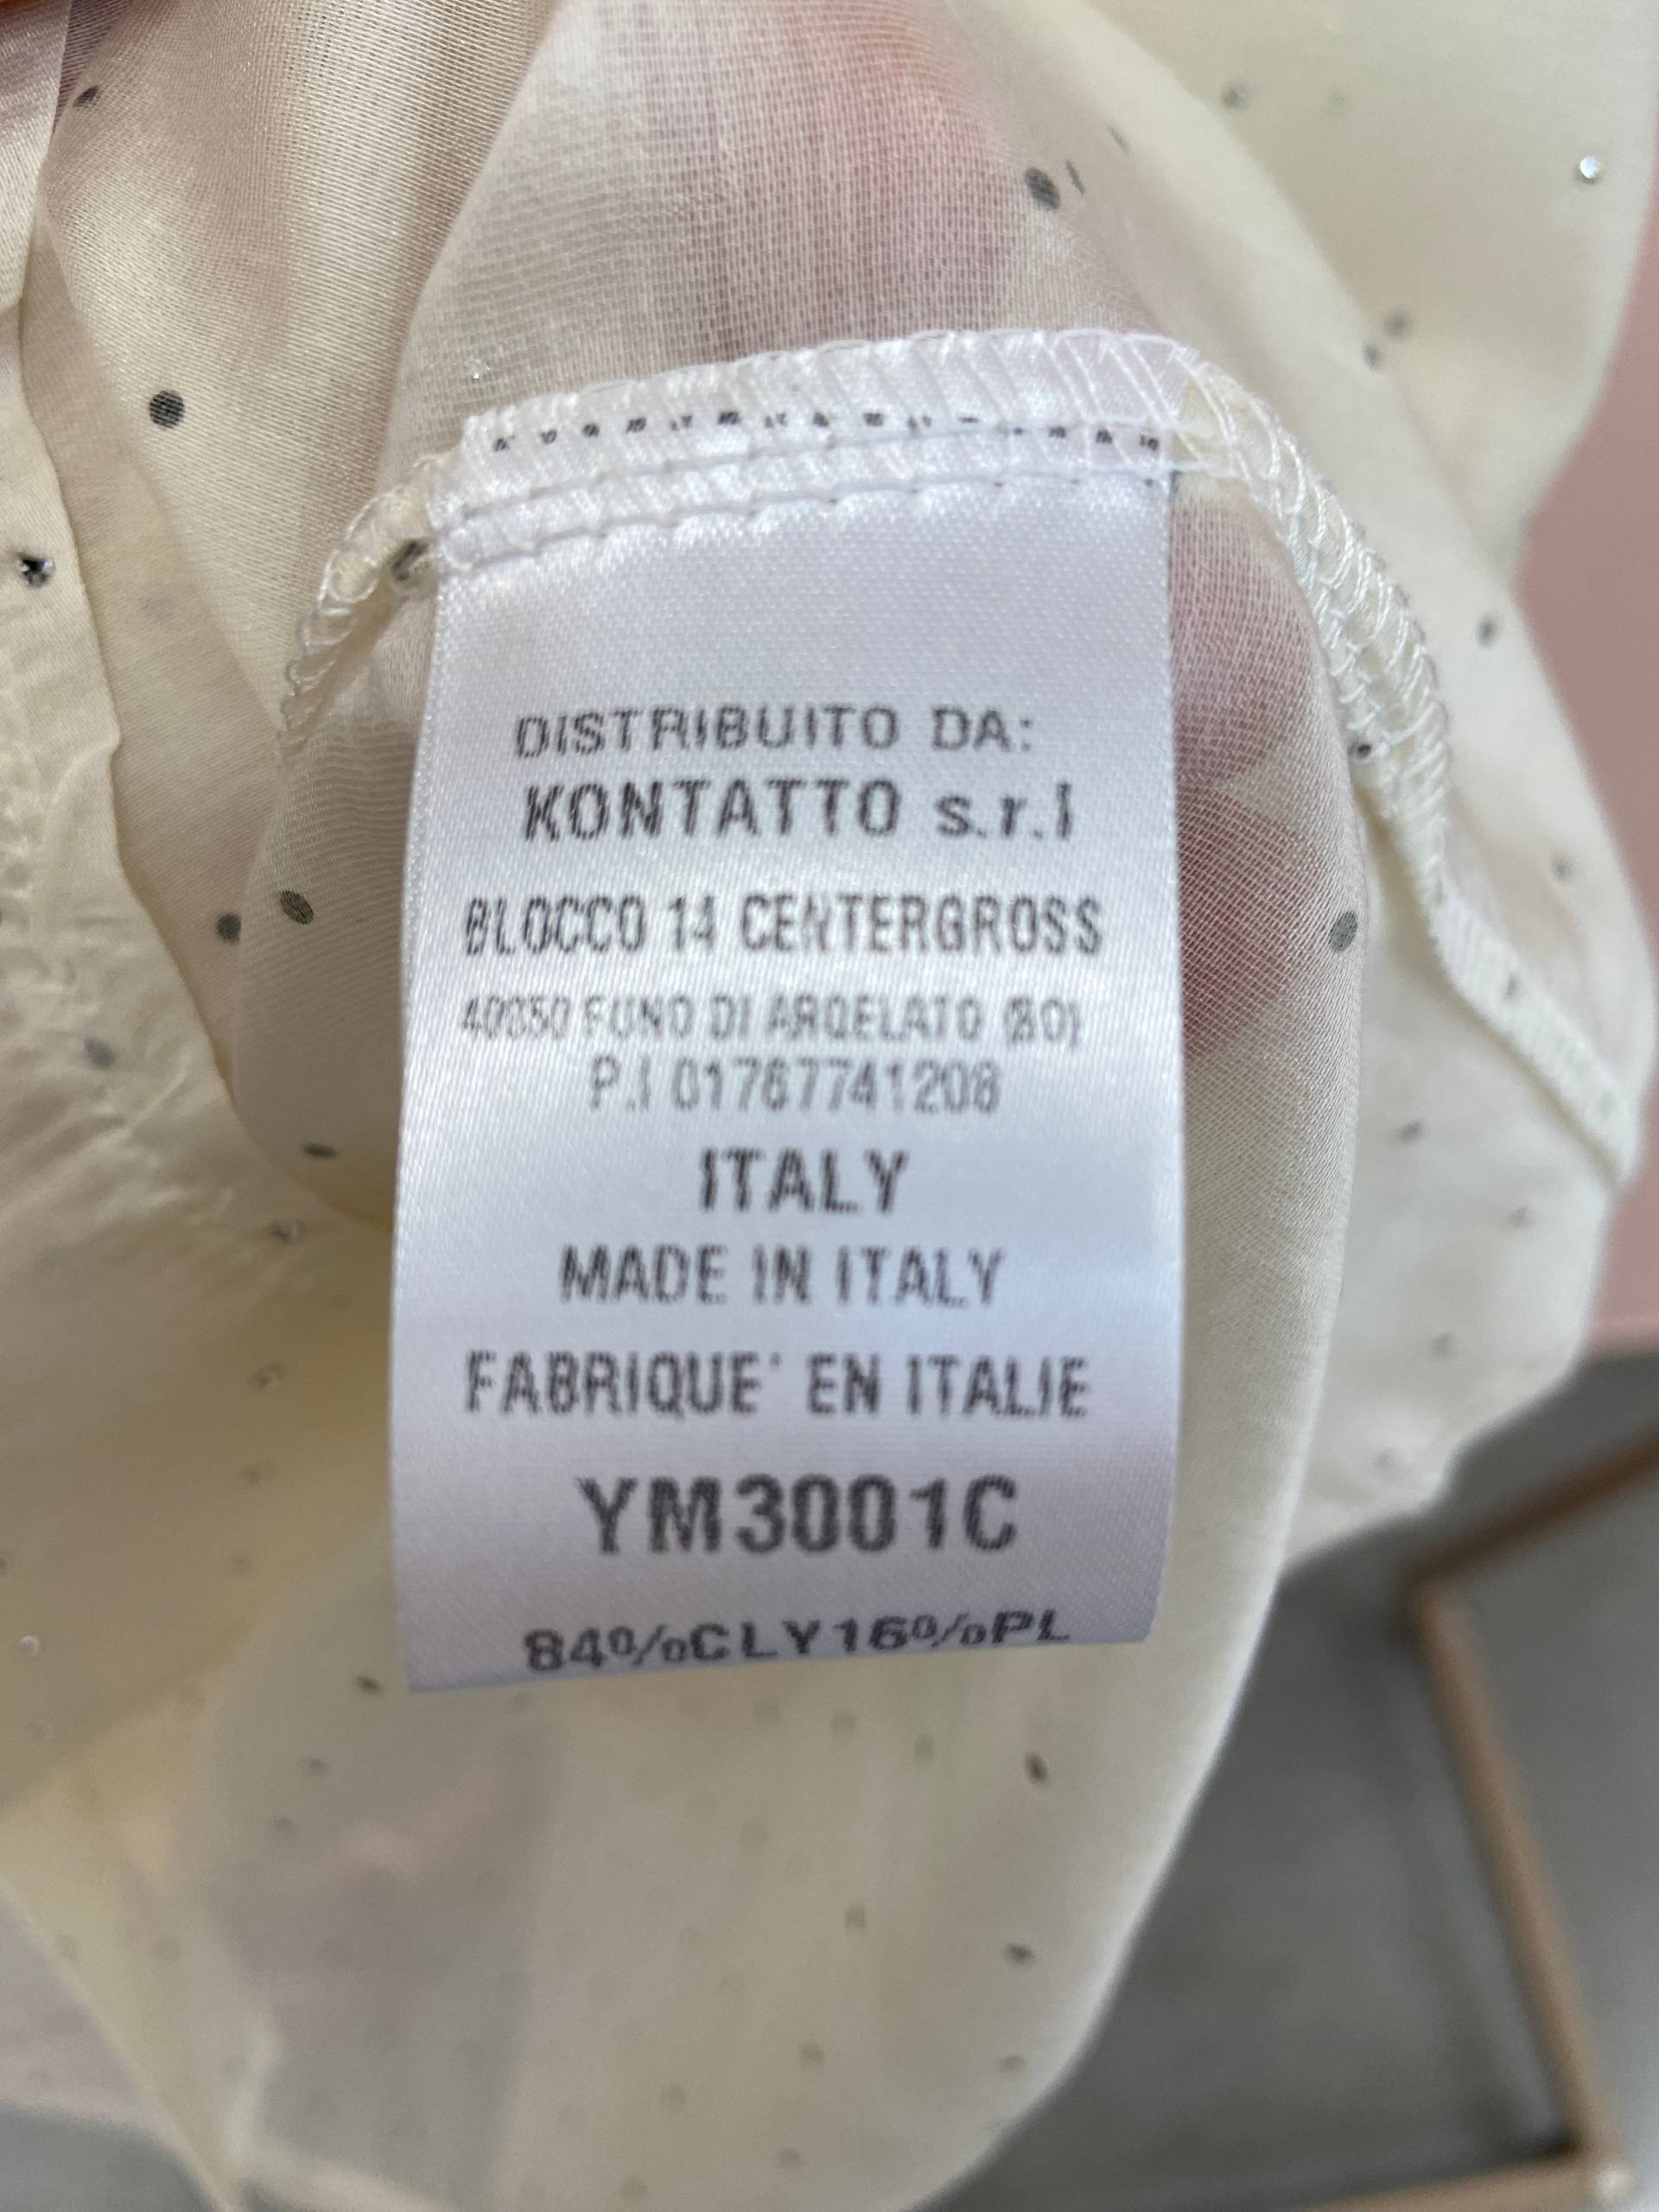 DISTRIBUITO DA:
KONTATTO s.r.l
BLOCCO 14 CENTERGROSS
40050 FUNO DI ARGELATO (BO)
P.I 01767741208
ITALY
MADE IN ITALY
FABRIQUE' EN ITALIE
YM3001C
84%CLY16%PL